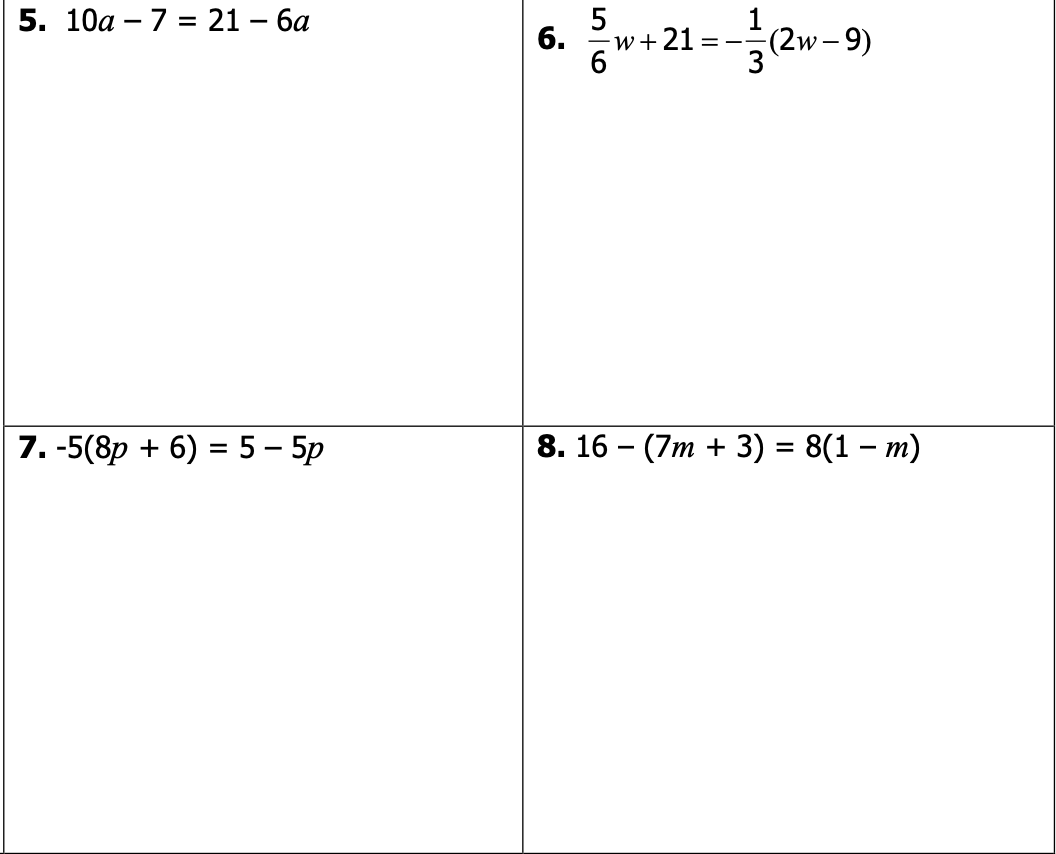 5. 10a – 7 = 21 – 6a
6. 5/6 w + 21 = – 1/3 (2w – 9)
7. -5(8p + 6) = 5 – 5p
8. 16 – (7m + 3) = 8(1 – m)